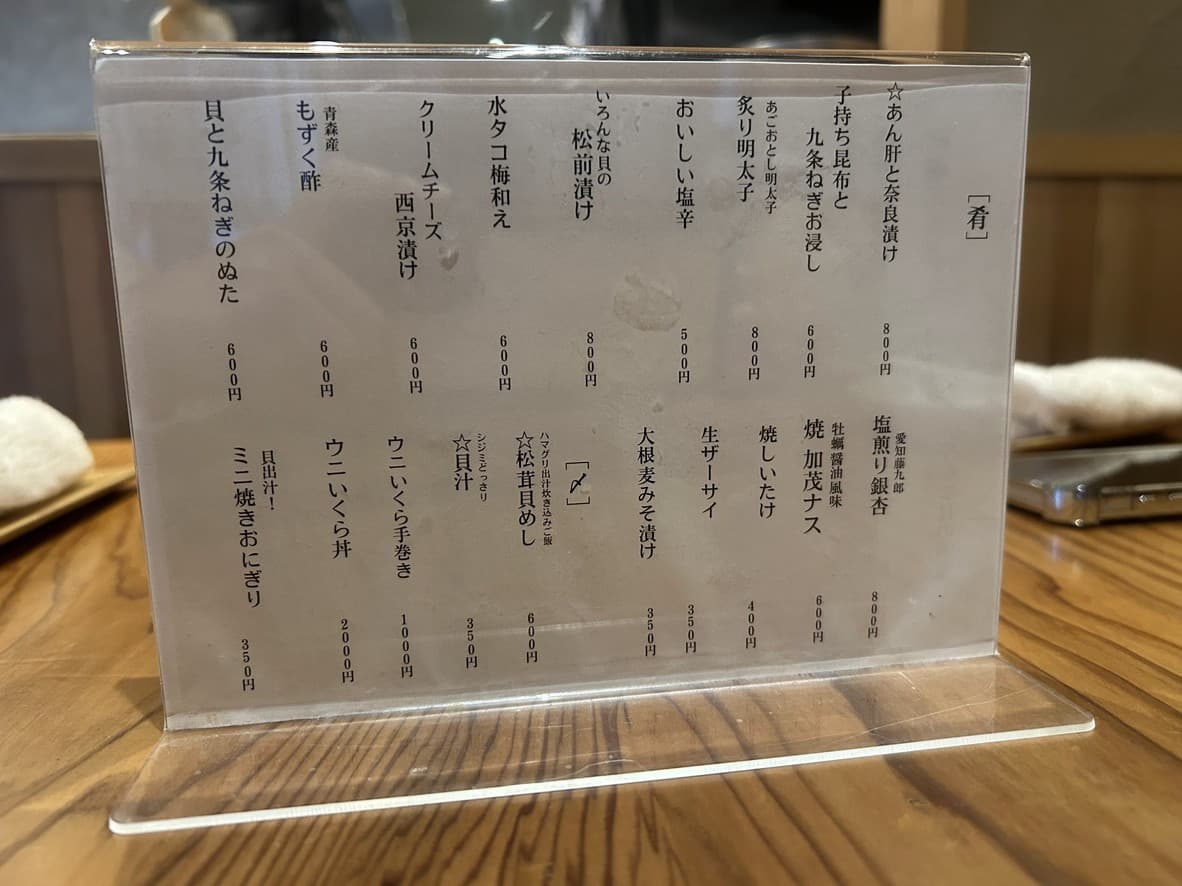 [肴]
☆あん肝と奈良漬け
800円
子持ち昆布と
九条ねぎお浸し
600円
あごおとし明太子
炙り明太子
800円
おいしい塩辛
500円
いろんな貝の
松前漬け
800円
水タコ梅和え
600円
クリームチーズ
西京漬け
600円
青森産
もずく酢
600円
貝と九条ねぎのぬた
600円
愛知藤九郎
塩煎り銀杏
800円
牡蠣醤油風味
焼 加茂ナス
600円
焼しいたけ
400円
生ザーサイ
350円
大根麦みそ漬け
350円
[〆]
ハマグリ出汁炊き込みご飯
☆松茸貝めし
600円
シジミどっさり
☆貝汁
350円
ウニいくら手巻き
1000円
ウニいくら丼
2000円
貝出汁！
ミニ焼きおにぎり
350円